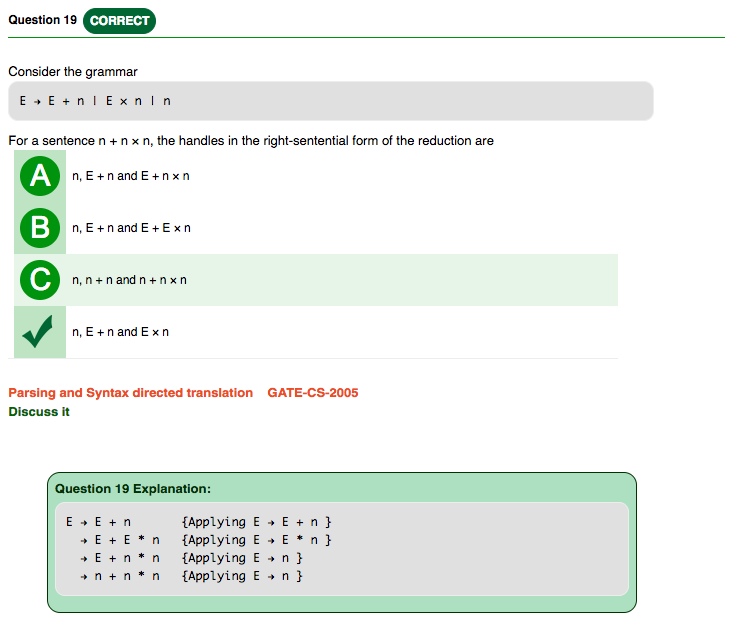 Question 19 CORRECT
Consider the grammar
E → E + n | E × n | n
For a sentence n + n × n, the handles in the right-sentential form of the reduction are
A n, E + n and E + n × n
B n, E + n and E + E × n
C n, n + n and n + n × n
n, E + n and E × n
Parsing and Syntax directed translation GATE-CS-2005
Discuss it
Question 19 Explanation:
E → E + n {Applying E → E + n }
→ E + E * n {Applying E → E * n }
→ E + n * n {Applying E → n }
→ n + n * n {Applying E → n }